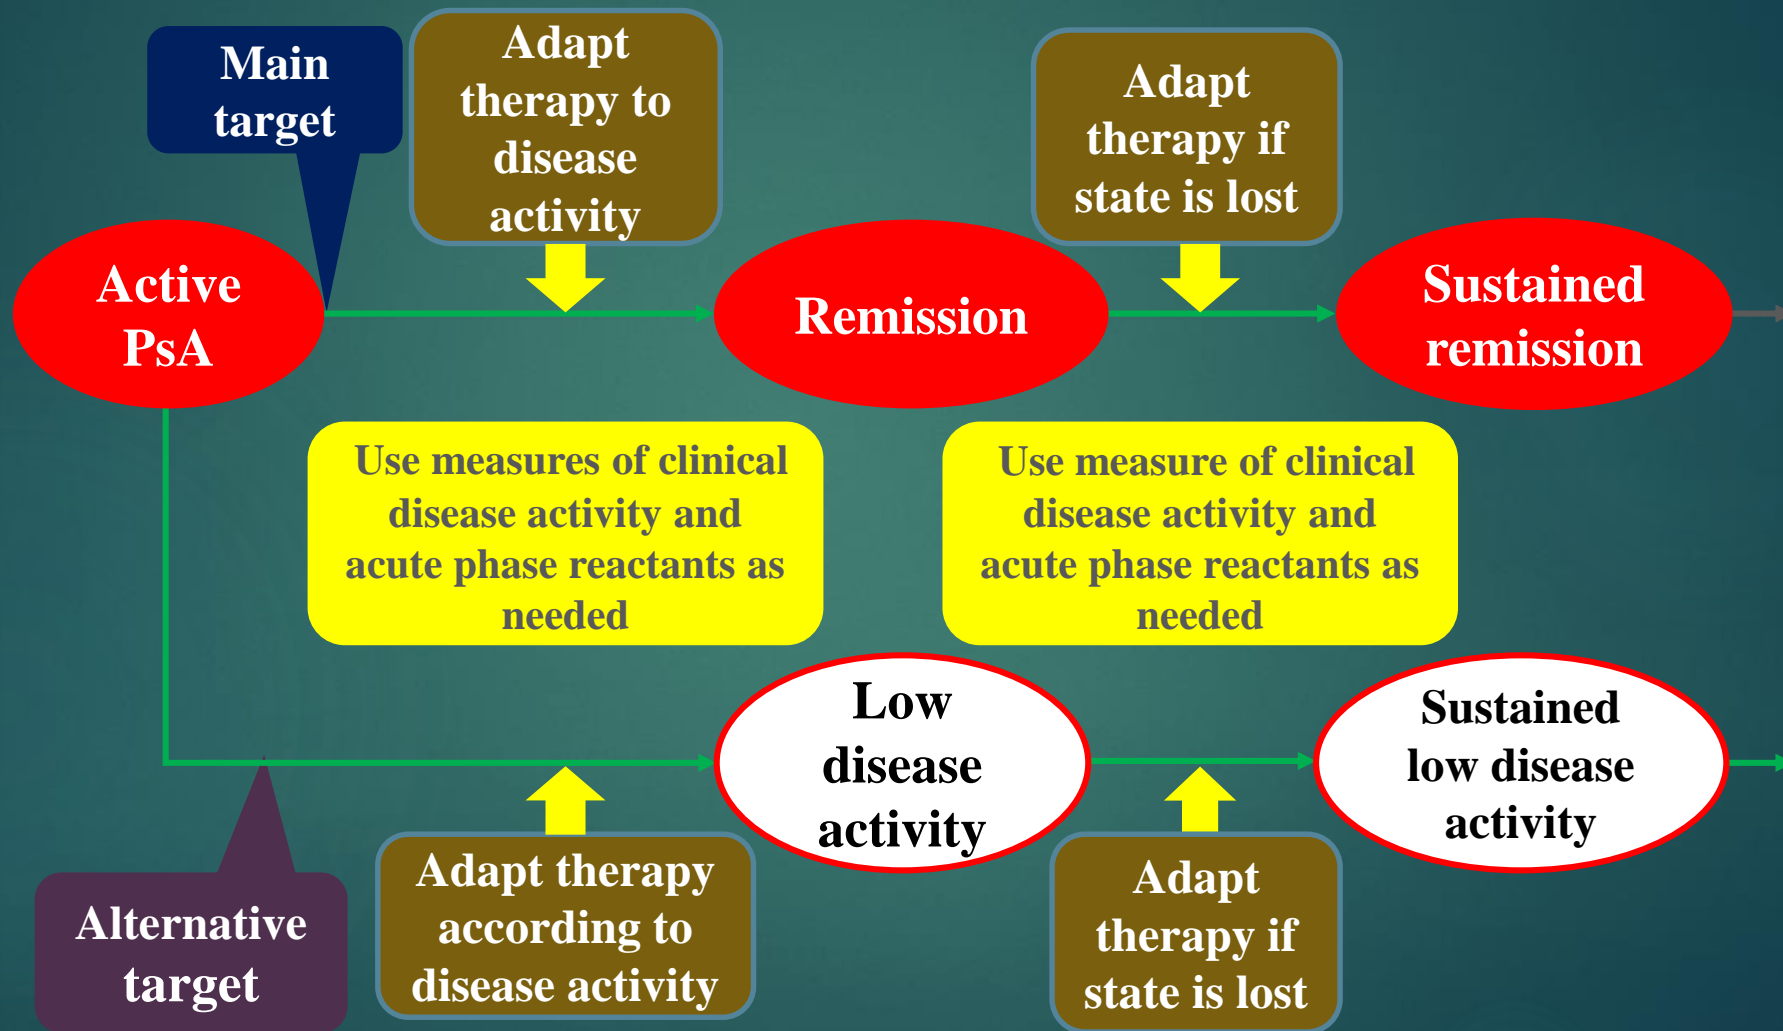 Main
target
Adapt
therapy to
disease
activity
Adapt
therapy if
state is lost
Active
PsA
Remission
Sustained
remission
Use measures of clinical
disease activity and
acute phase reactants as
needed
Use measure of clinical
disease activity and
acute phase reactants as
needed
Low
disease
activity
Sustained
low disease
activity
Alternative
target
Adapt therapy
according to
disease activity
Adapt
therapy if
state is lost